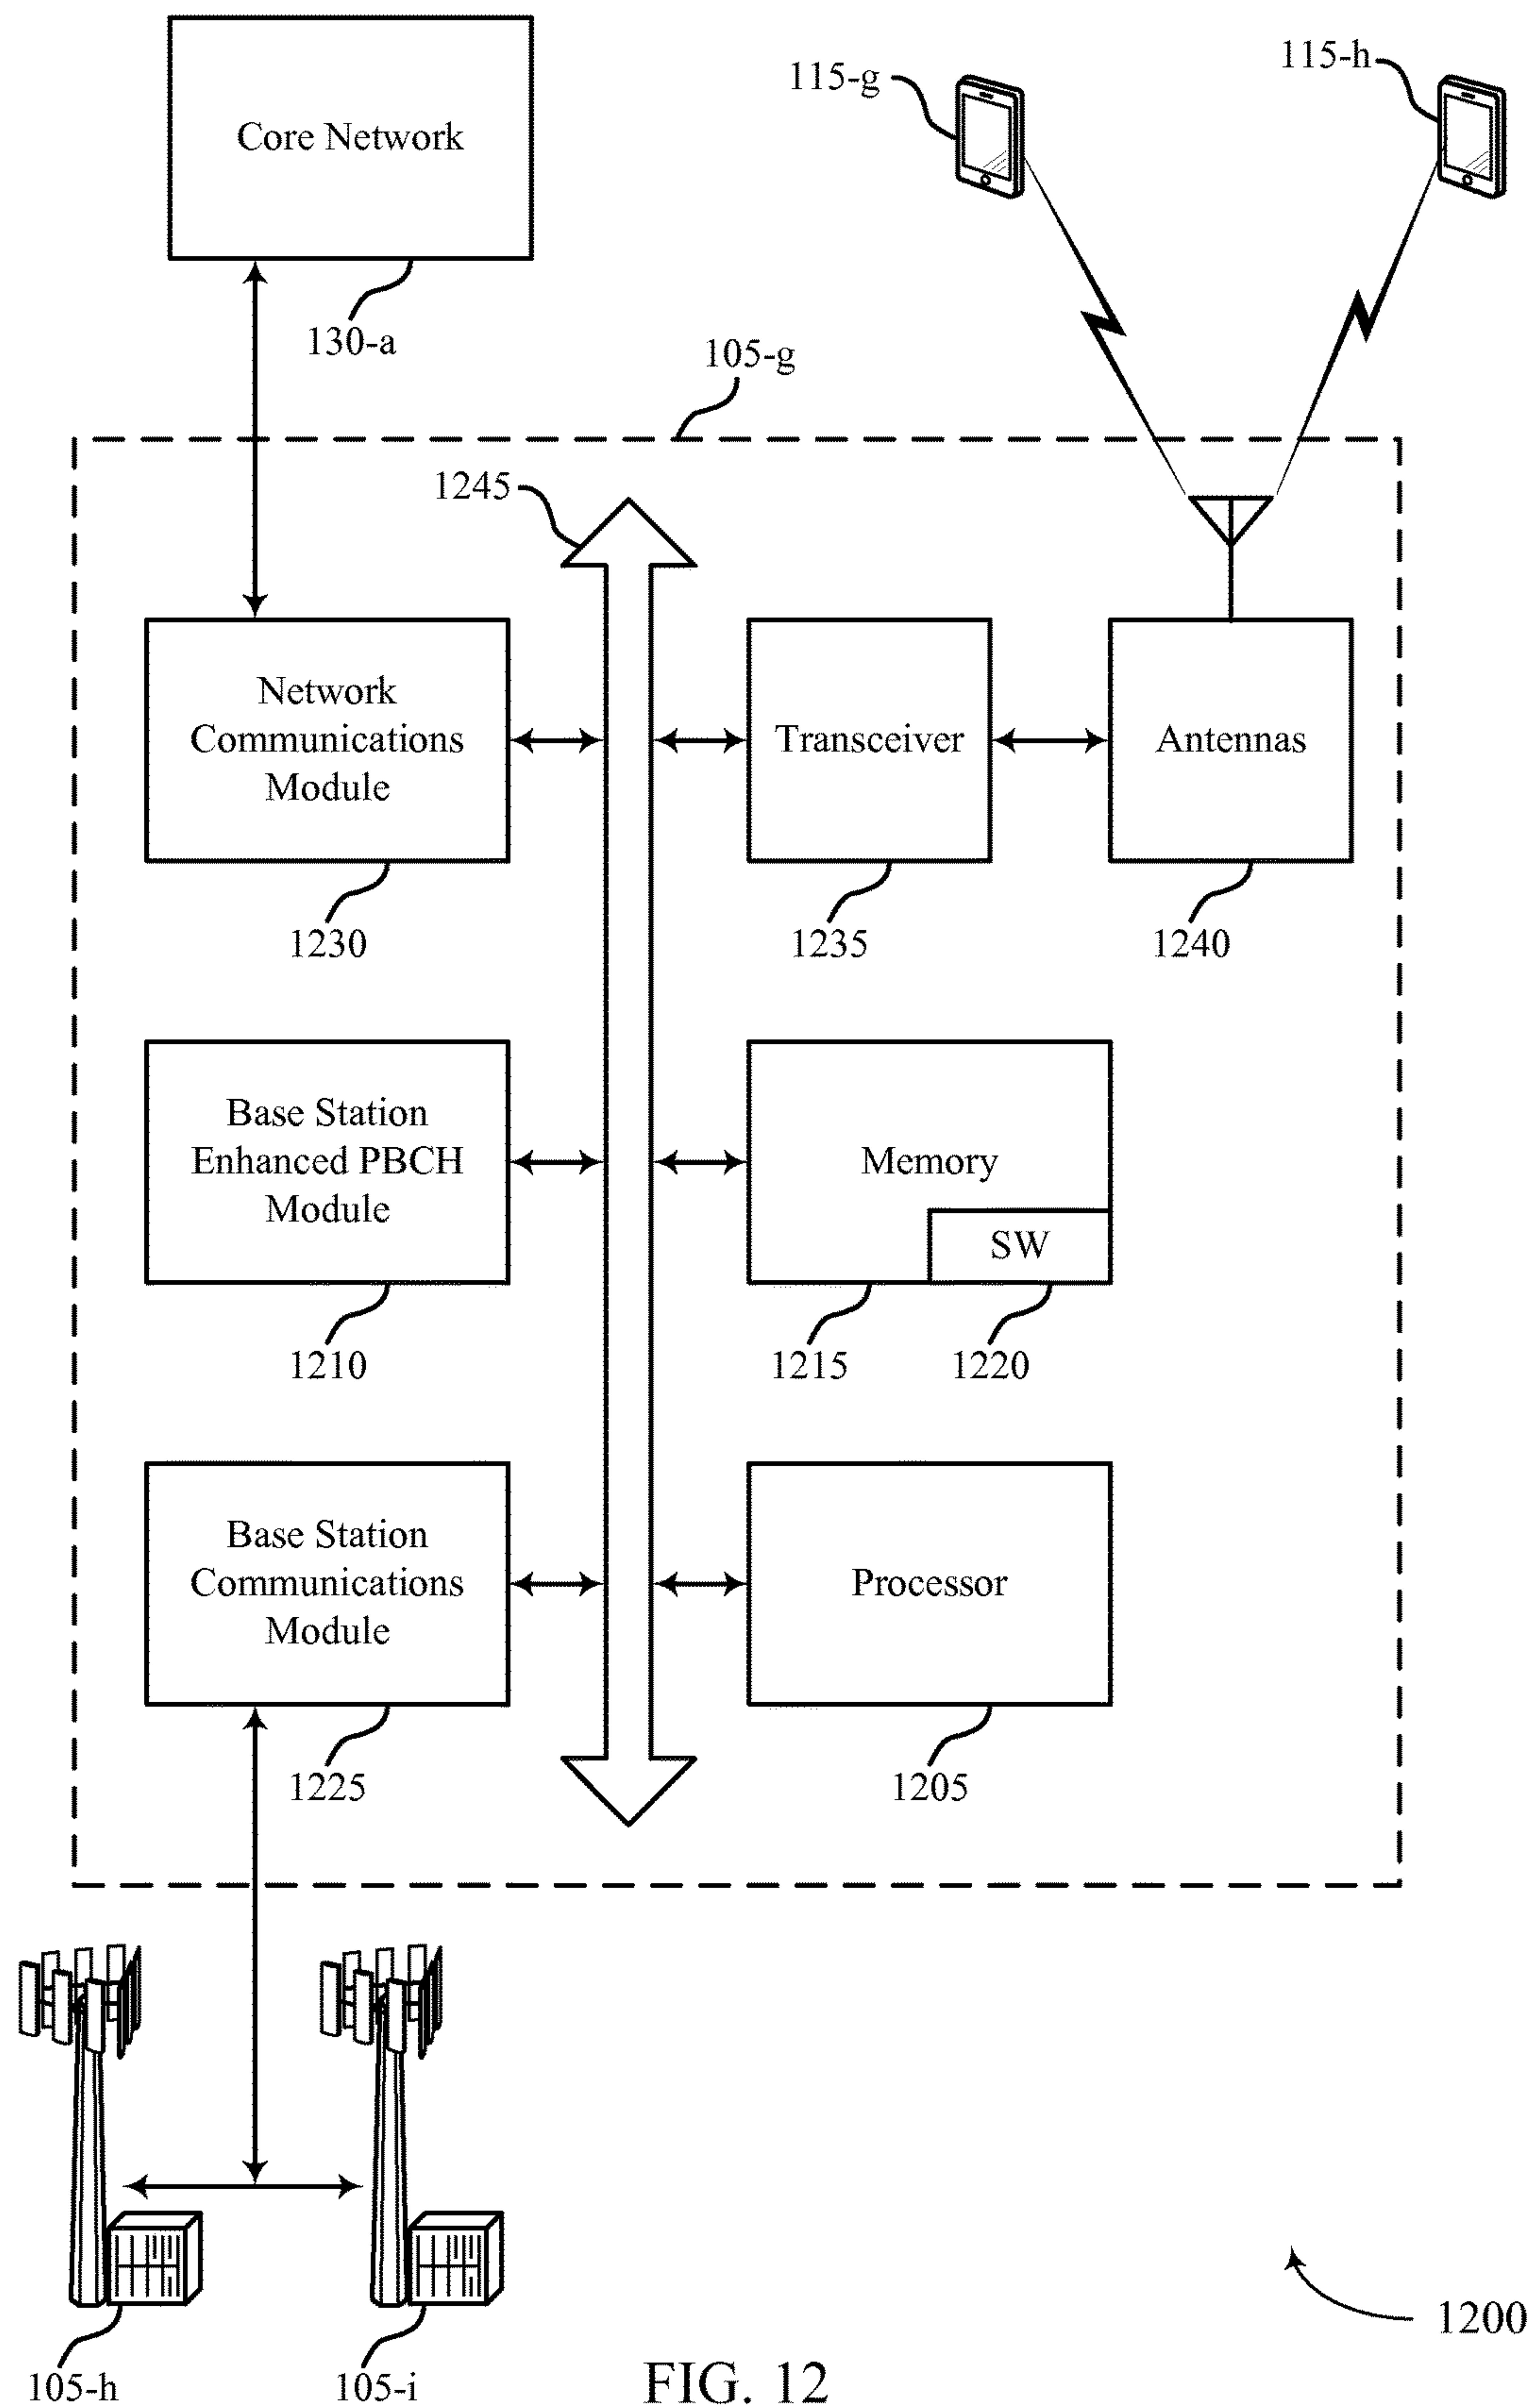 115-g
115-h
Core Network
130-a
105-g
1245
Network
Communications
Module
Transceiver
Antennas
1230
1235
1240
Base Station
Enhanced PBCH
Module
Memory
SW
1210
1215
1220
Base Station
Communications
Module
Processor
1225
1205
1200
105-h
105-i
FIG. 12